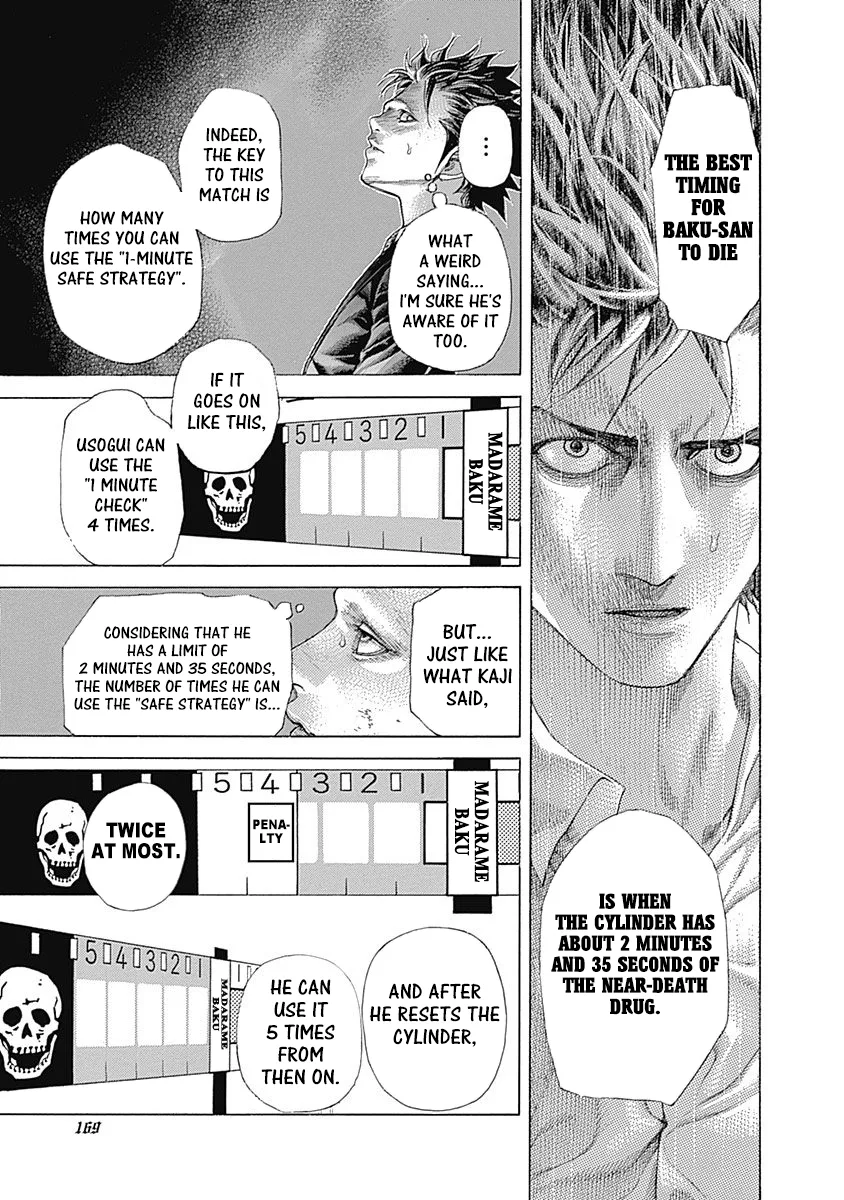 THE BEST
TIMING
FOR
BAKU-SAN
TO DIE
IS WHEN
THE CYLINDER HAS
ABOUT 2 MINUTES
AND 35 SECONDS OF
THE NEAR-DEATH
DRUG.
...
WHAT
A WEIRD
SAYING...
I'M SURE HE'S
AWARE OF IT
TOO.
INDEED,
THE KEY
TO THIS
MATCH IS
HOW MANY
TIMES YOU CAN
USE THE "1-MINUTE
SAFE STRATEGY".
IF IT
GOES ON
LIKE THIS,
USOGUI CAN
USE THE
"1 MINUTE
CHECK"
4 TIMES.
5 4 3 2 1
MADARAME
BAKU
BUT...
JUST LIKE
WHAT KAJI
SAID,
CONSIDERING THAT HE
HAS A LIMIT OF
2 MINUTES AND 35 SECONDS,
THE NUMBER OF TIMES HE CAN
USE THE "SAFE STRATEGY" IS...
5 4 3 2 1
MADARAME
BAKU
PENA-
LTY
TWICE
AT MOST.
AND AFTER
HE RESETS THE
CYLINDER,
HE CAN
USE IT
5 TIMES
FROM
THEN ON.
5 4 3 2 1
MADARAME
BAKU
169